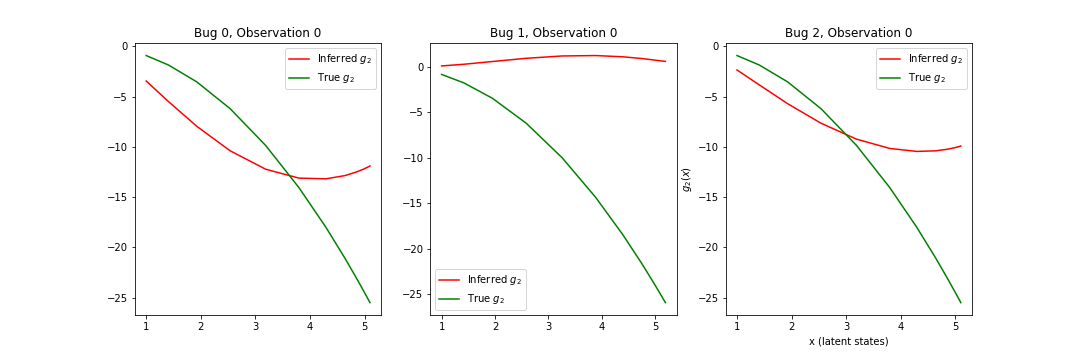 Bug 0, Observation 0
0
−5
−10
−15
−20
−25
1 2 3 4 5
Inferred g₂
True g₂
Bug 1, Observation 0
0
−5
−10
−15
−20
−25
1 2 3 4 5
Inferred g₂
True g₂
Bug 2, Observation 0
g₂(x)
0
−5
−10
−15
−20
−25
1 2 3 4 5
x (latent states)
Inferred g₂
True g₂